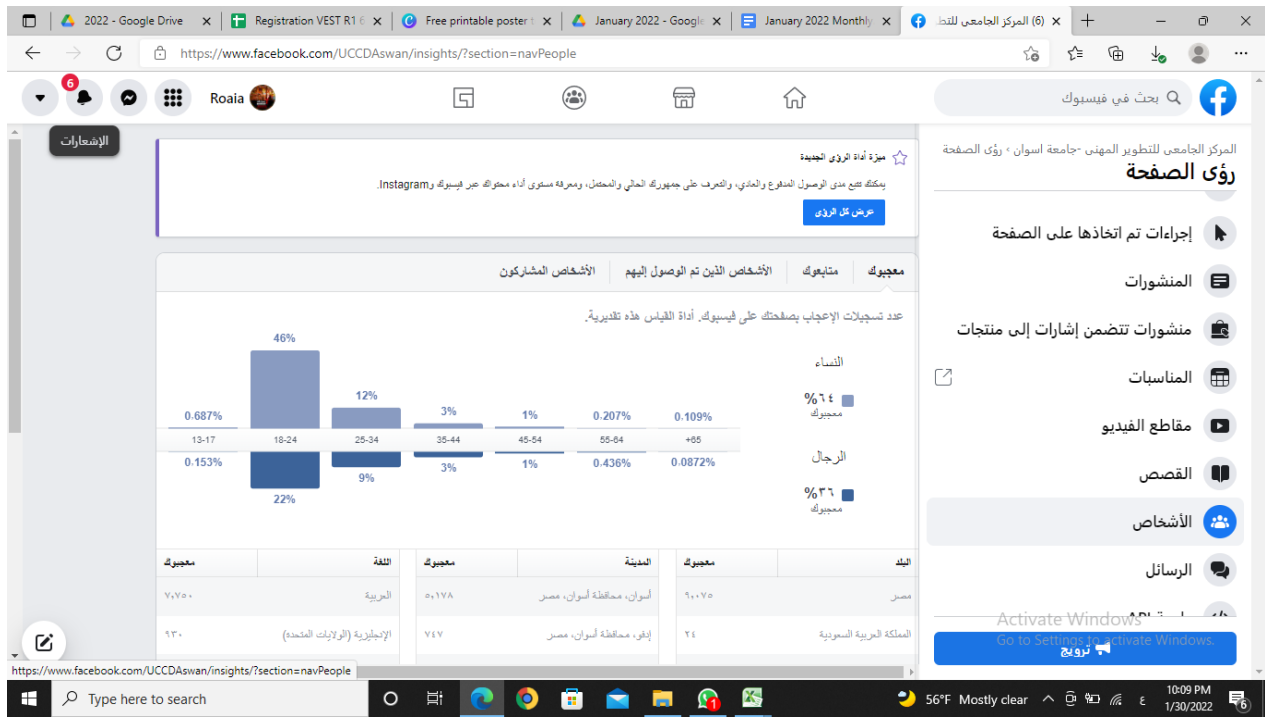 2022 - Google Drive
Registration VEST R1 6
Free printable poster t
January 2022 - Google
January 2022 Monthly
(6) المركز الجامعى للتط
https://www.facebook.com/UCCDAswan/insights/?section=navPeople
6
Roaia
بحث في فيسبوك
الإشعارات
المركز الجامعى للتطوير المهنى -جامعة اسوان › رؤى الصفحة
رؤى الصفحة
إجراءات تم اتخاذها على الصفحة
المنشورات
منشورات تتضمن إشارات إلى منتجات
المناسبات
مقاطع الفيديو
القصص
الأشخاص
الرسائل
ترويج
ميزة أداة الرؤى الجديدة
يمكنك تتبع مدى الوصول المدفوع والعادي، والتعرف على جمهورك الحالي والمحتمل، ومعرفة مستوى أداء محتواك عبر فيسبوك وInstagram.
عرض كل الرؤى
معجبوك متابعوك الأشخاص الذين تم الوصول إليهم الأشخاص المشاركون
عدد تسجيلات الإعجاب بصفحتك على فيسبوك. أداة القياس هذه تقديرية.
النساء
%٦٤
معجبوك
الرجال
%٣٦
معجبوك
0.687% 46% 12% 3% 1% 0.207% 0.109%
13-17 18-24 25-34 35-44 45-54 55-64 +65
0.153% 22% 9% 3% 1% 0.436% 0.0872%
البلد معجبوك المدينة معجبوك اللغة معجبوك
مصر ٩,٠٧٥ أسوان، محافظة أسوان، مصر ٥,١٧٨ العربية ٧,٧٥٠
المملكة العربية السعودية ٢٤ إدفو، محافظة أسوان، مصر ٧٤٧ الإنجليزية (الولايات المتحدة) ٩٣٠
Activate Windows
Go to Settings to activate Windows.
https://www.facebook.com/UCCDAswan/insights/?section=navPeople
Type here to search
56°F Mostly clear
ع
10:09 PM
1/30/2022
6